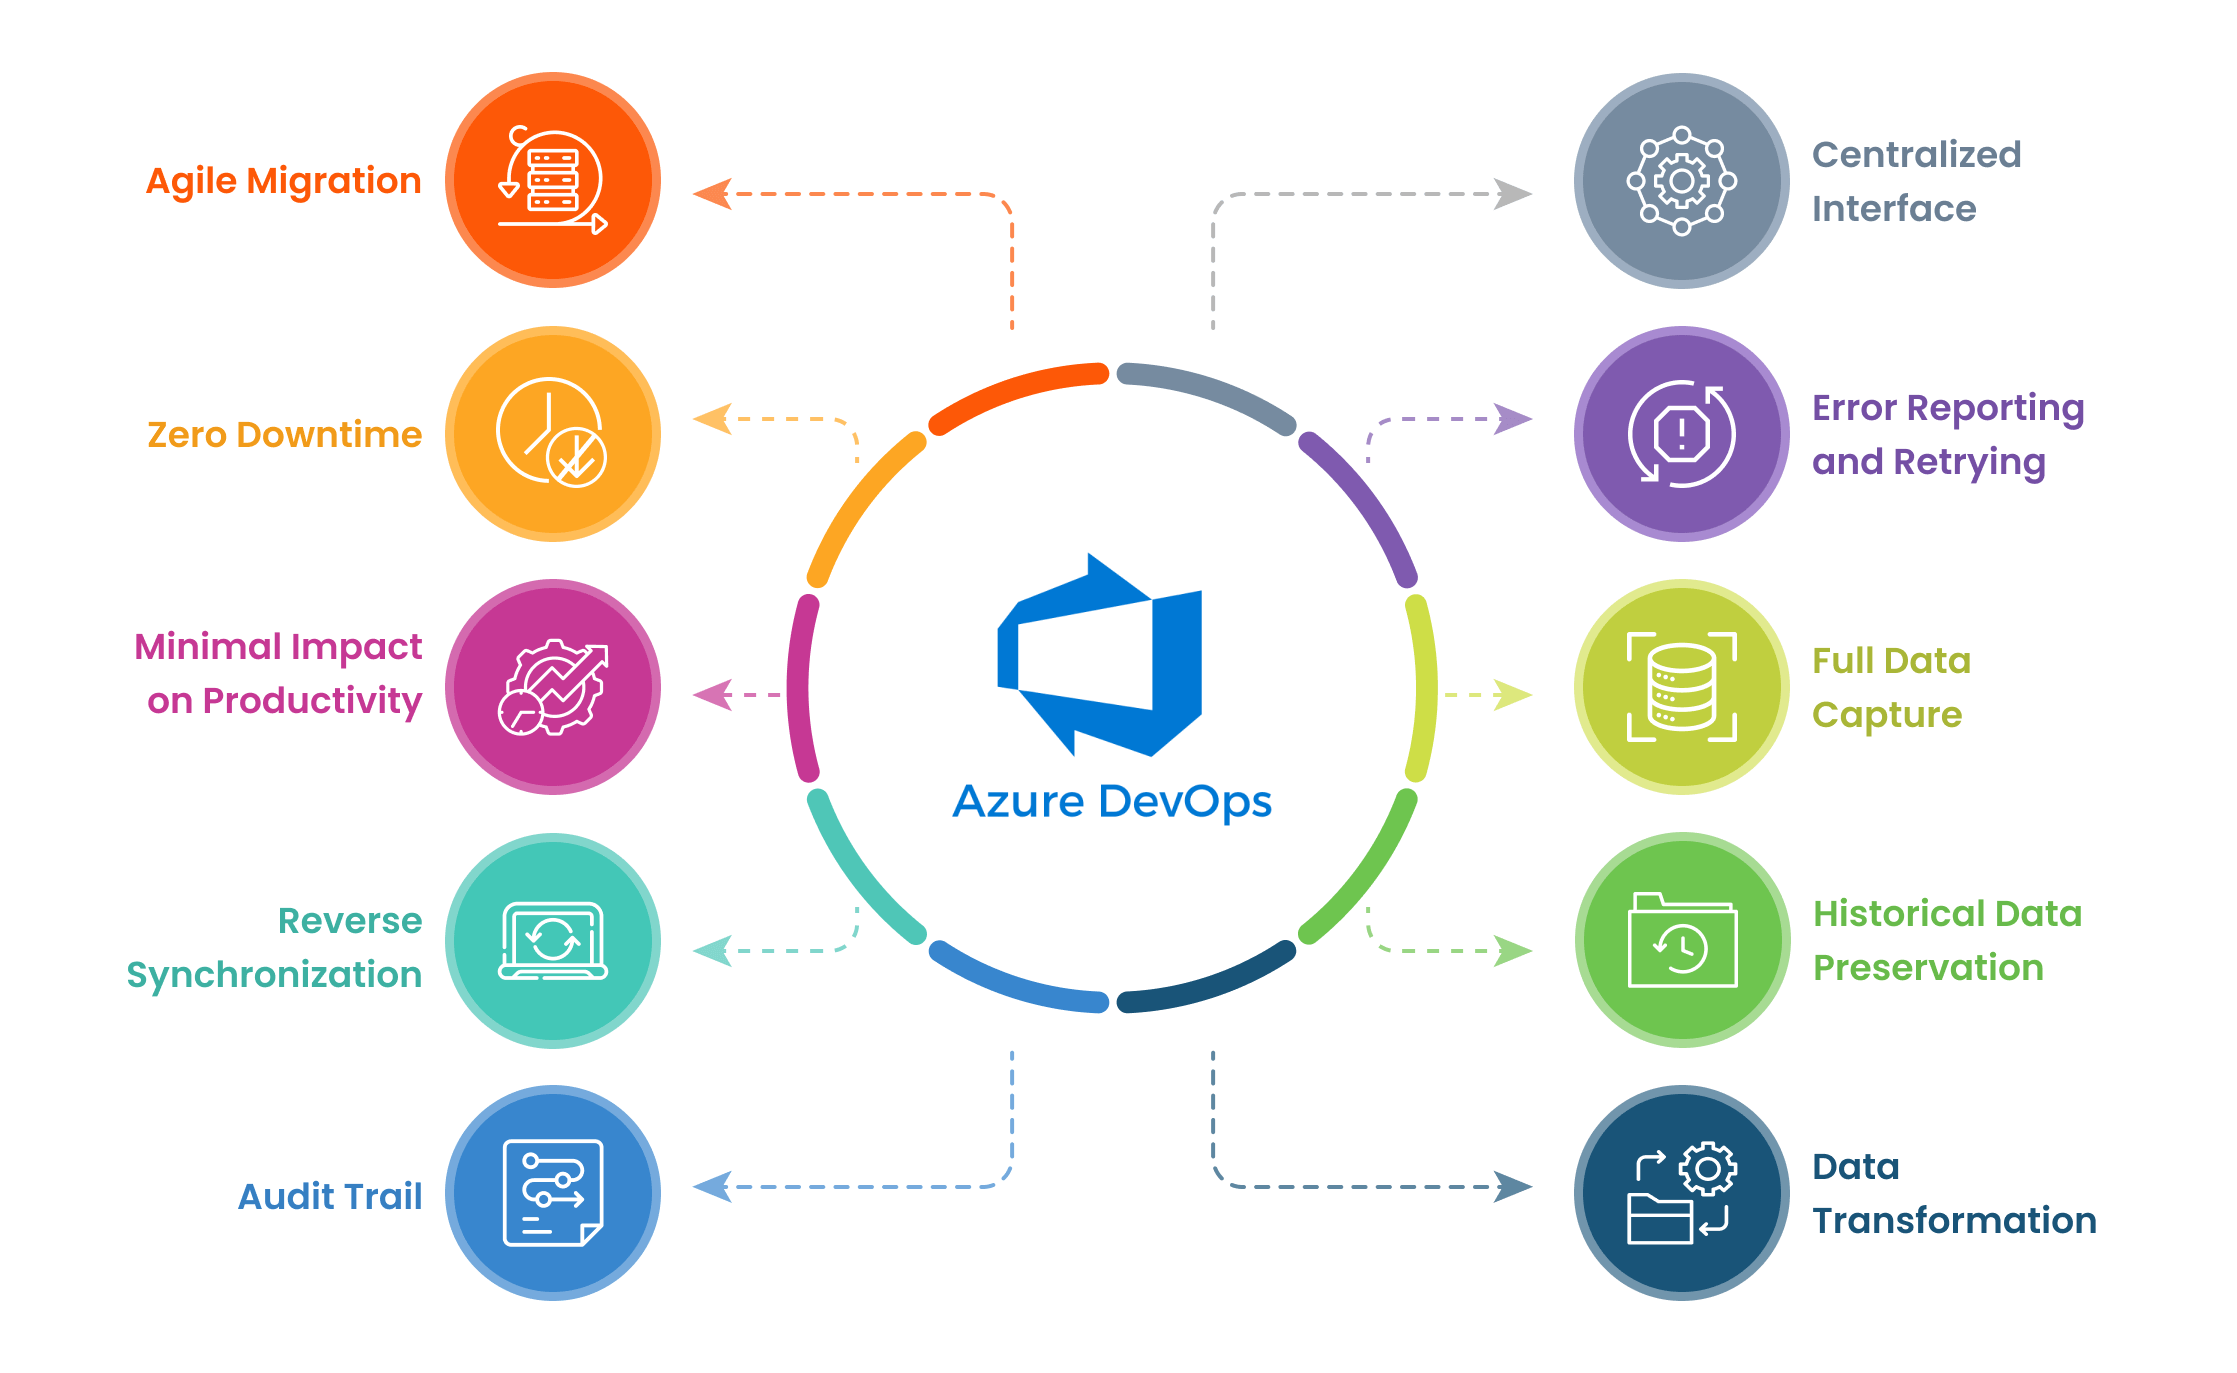 Agile Migration
Zero Downtime
Minimal Impact
on Productivity
Reverse
Synchronization
Audit Trail
Azure DevOps
Centralized
Interface
Error Reporting
and Retrying
Full Data
Capture
Historical Data
Preservation
Data
Transformation